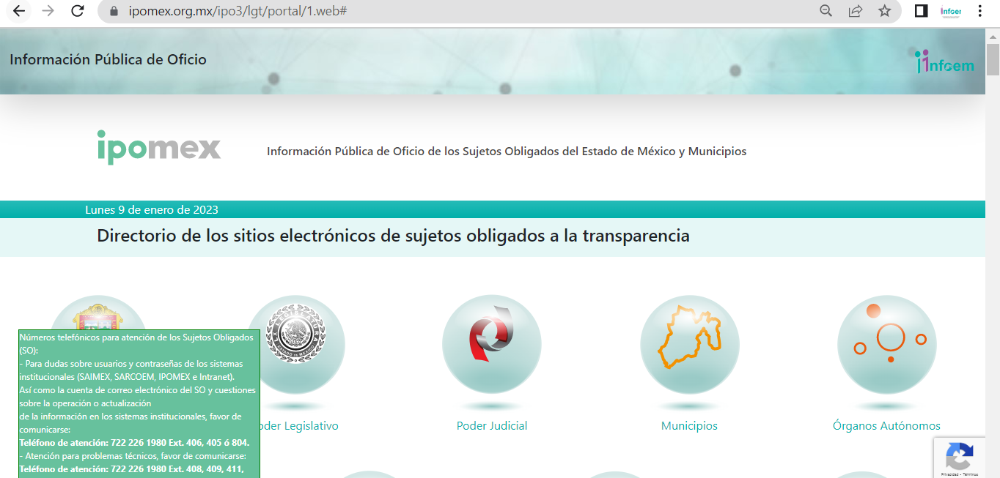 ipomex.org.mx/ipo3/lgt/portal/1.web#
infoem
Información Pública de Oficio
infoem
ipomex
Información Pública de Oficio de los Sujetos Obligados del Estado de México y Municipios
Lunes 9 de enero de 2023
Directorio de los sitios electrónicos de sujetos obligados a la transparencia
LEGISLATURA
ESTADO DE MÉXICO
Números telefónicos para atención de los Sujetos Obligados
(SO):
- Para dudas sobre usuarios y contraseñas de los sistemas
institucionales (SAIMEX, SARCOEM, IPOMEX e Intranet).
Así como la cuenta de correo electrónico del SO y cuestiones
sobre la operación o actualización
de la información en los sistemas institucionales, favor de
comunicarse:
Teléfono de atención: 722 226 1980 Ext. 406, 405 ó 804.
- Atención para problemas técnicos, favor de comunicarse:
Teléfono de atención: 722 226 1980 Ext. 408, 409, 411,
oder Legislativo
Poder Judicial
Municipios
Órganos Autónomos
Privacidad - Términos